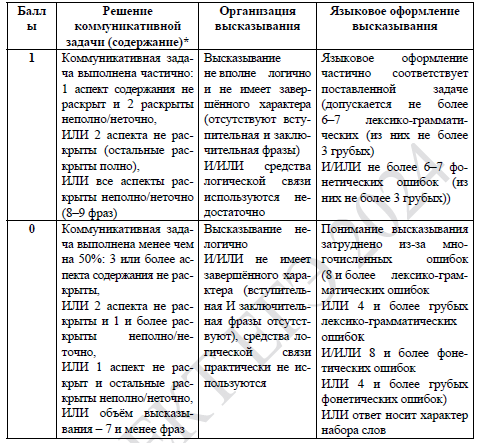 Баллы
Решение
коммуникативной
задачи (содержание)*
Организация
высказывания
Языковое оформление
высказывания
1
Коммуникативная зада-
ча выполнена частично:
1 аспект содержания не
раскрыт и 2 раскрыты
неполно/неточно,
ИЛИ 2 аспекта не рас-
крыты (остальные рас-
крыты полно),
ИЛИ все аспекты рас-
крыты неполно/неточно
(8–9 фраз)
Высказывание
не вполне логично
и не имеет завер-
шённого характера
(отсутствуют всту-
пительная и заклю-
чительная фразы)
И/ИЛИ средства
логической связи
используются не-
достаточно
Языковое оформление
частично соответствует
поставленной задаче
(допускается не более
6–7 лексико-граммати-
ческих (из них не более
3 грубых)
И/ИЛИ не более 6–7 фо-
нетических ошибок (из
них не более 3 грубых))
0
Коммуникативная зада-
ча выполнена менее чем
на 50%: 3 или более ас-
пекта содержания не рас-
крыты,
ИЛИ 2 аспекта не рас-
крыты и 1 и более рас-
крыты неполно/не-
точно,
ИЛИ 1 аспект не рас-
крыт и остальные рас-
крыты неполно/неточно,
ИЛИ объём высказы-
вания – 7 и менее фраз
Высказывание не-
логично
И/ИЛИ не имеет
завершённого харак-
тера (вступитель-
ная И заключитель-
ная фразы отсутст-
вуют), средства ло-
гической связи
практически не ис-
пользуются
Понимание высказывания
затруднено из-за мно-
гочисленных ошибок
(8 и более лексико-грам-
матических ошибок
ИЛИ 4 и более грубых
лексико-грамматических
ошибок
И/ИЛИ 8 и более фоне-
тических ошибок
ИЛИ 4 и более грубых
фонетических ошибок)
ИЛИ ответ носит характер
набора слов
ЕКТ ЕГЭ 2024